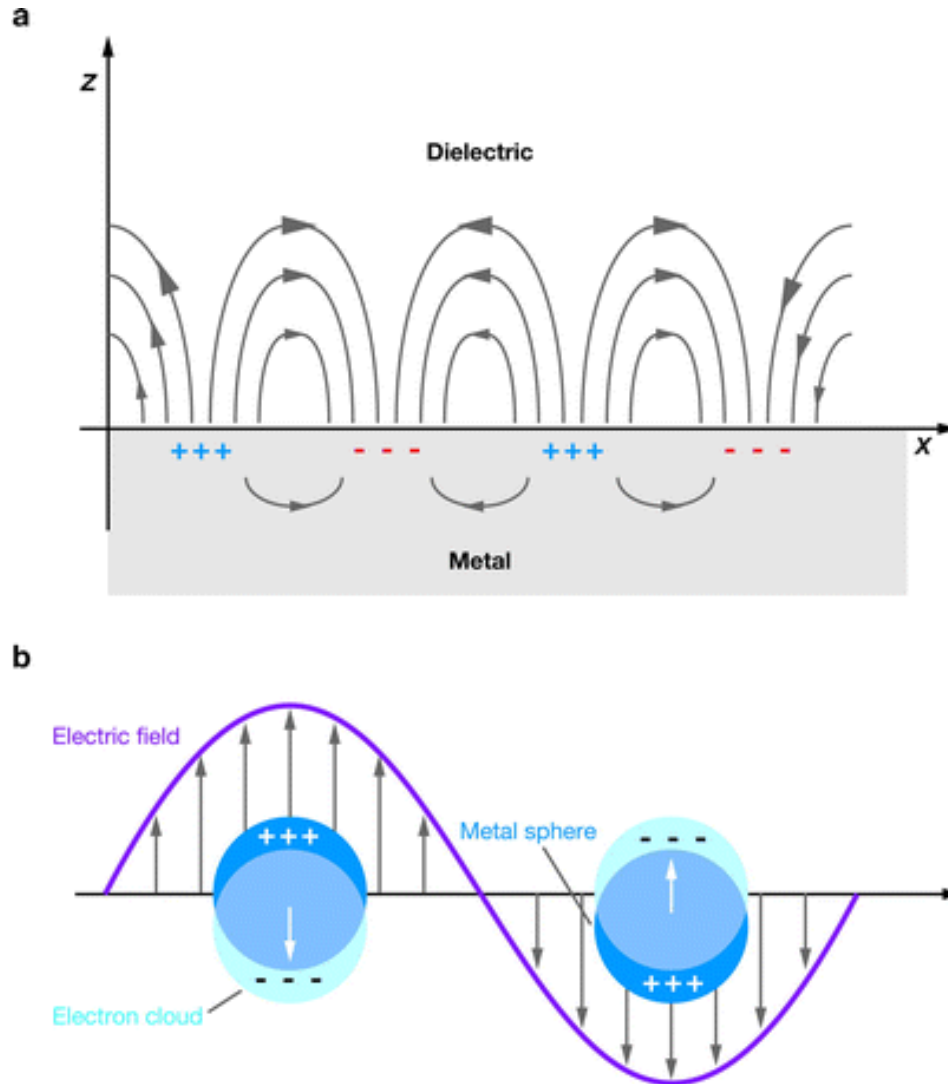 a
z
Dielectric
+++ - - - +++ - - -
x
Metal
b
Electric field
+++
Metal sphere
- - -
- - -
+++
Electron cloud